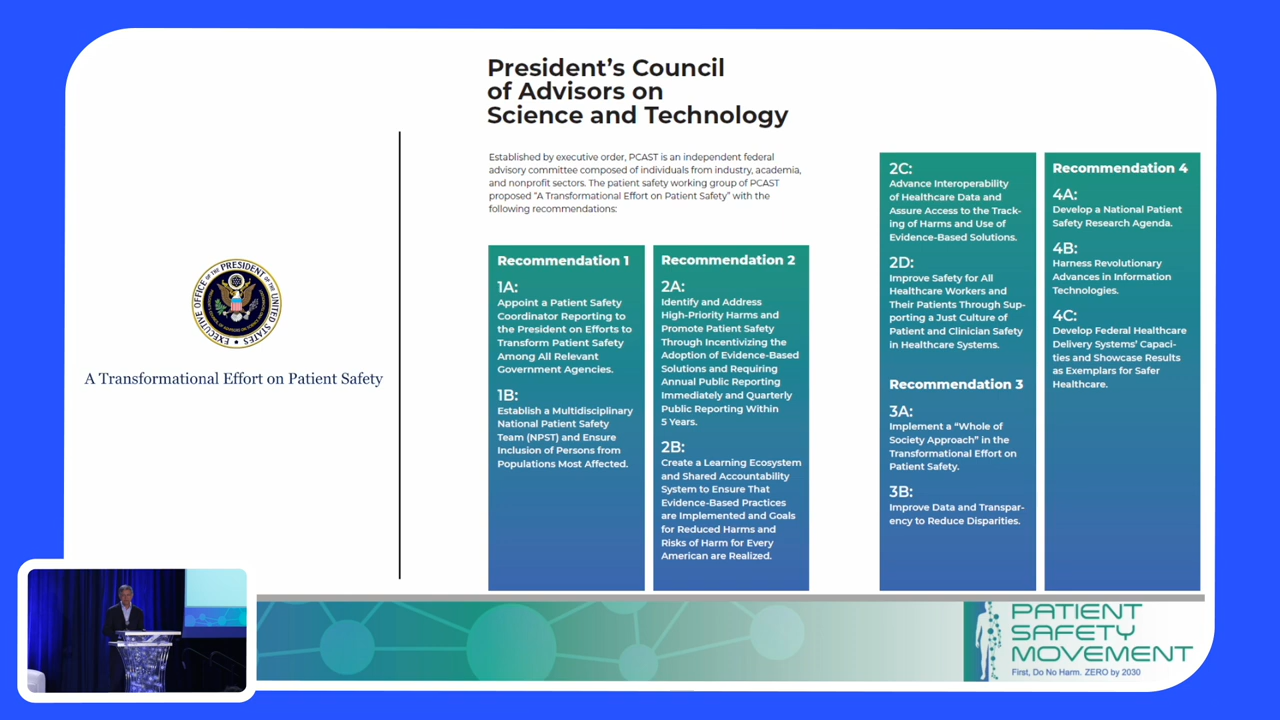 President's Council
of Advisors on
Science and Technology
Established by executive order, PCAST is an independent federal
advisory committee composed of individuals from industry, academia,
and nonprofit sectors. The patient safety working group of PCAST
proposed "A Transformational Effort on Patient Safety" with the
following recommendations:
EXECUTIVE OFFICE OF THE PRESIDENT OF THE UNITED STATES
A Transformational Effort on Patient Safety
Recommendation 1
1A:
Appoint a Patient Safety
Coordinator Reporting to
the President on Efforts to
Transform Patient Safety
Among All Relevant
Government Agencies.
1B:
Establish a Multidisciplinary
National Patient Safety
Team (NPST) and Ensure
Inclusion of Persons from
Populations Most Affected.
Recommendation 2
2A:
Identify and Address
High-Priority Harms and
Promote Patient Safety
Through Incentivizing the
Adoption of Evidence-Based
Solutions and Requiring
Annual Public Reporting
Immediately and Quarterly
Public Reporting Within
5 Years.
2B:
Create a Learning Ecosystem
and Shared Accountability
System to Ensure That
Evidence-Based Practices
are Implemented and Goals
for Reduced Harms and
Risks of Harm for Every
American are Realized.
2C:
Advance Interoperability
of Healthcare Data and
Assure Access to the Track-
ing of Harms and Use of
Evidence-Based Solutions.
2D:
Improve Safety for All
Healthcare Workers and
Their Patients Through Sup-
porting a Just Culture of
Patient and Clinician Safety
in Healthcare Systems.
Recommendation 3
3A:
Implement a "Whole of
Society Approach" in the
Transformational Effort on
Patient Safety.
3B:
Improve Data and Transpar-
ency to Reduce Disparities.
Recommendation 4
4A:
Develop a National Patient
Safety Research Agenda.
4B:
Harness Revolutionary
Advances in Information
Technologies.
4C:
Develop Federal Healthcare
Delivery Systems' Capaci-
ties and Showcase Results
as Exemplars for Safer
Healthcare.
PATIENT
SAFETY
MOVEMENT
First, Do No Harm. ZERO by 2030